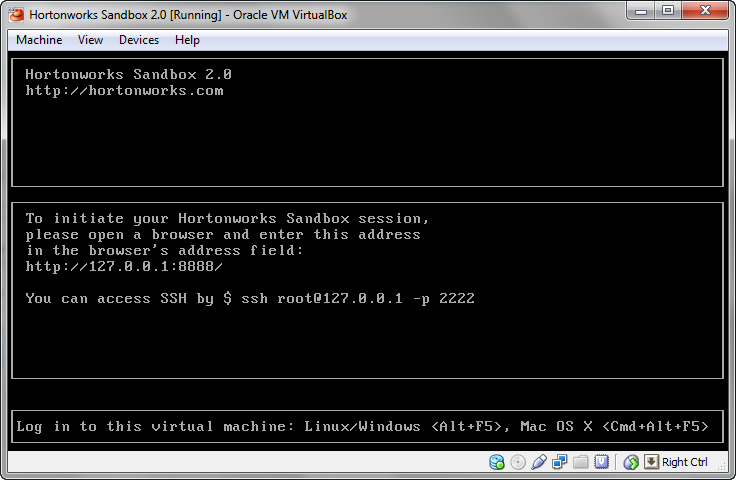 Hortonworks Sandbox 2.0 [Running] - Oracle VM VirtualBox
Machine View Devices Help
Hortonworks Sandbox 2.0
http://hortonworks.com
To initiate your Hortonworks Sandbox session,
please open a browser and enter this address
in the browser's address field:
http://127.0.0.1:8888/
You can access SSH by $ ssh root@127.0.0.1 -p 2222
Log in to this virtual machine: Linux/Windows <Alt+F5>, Mac OS X <Cmd+Alt+F5>
Right Ctrl